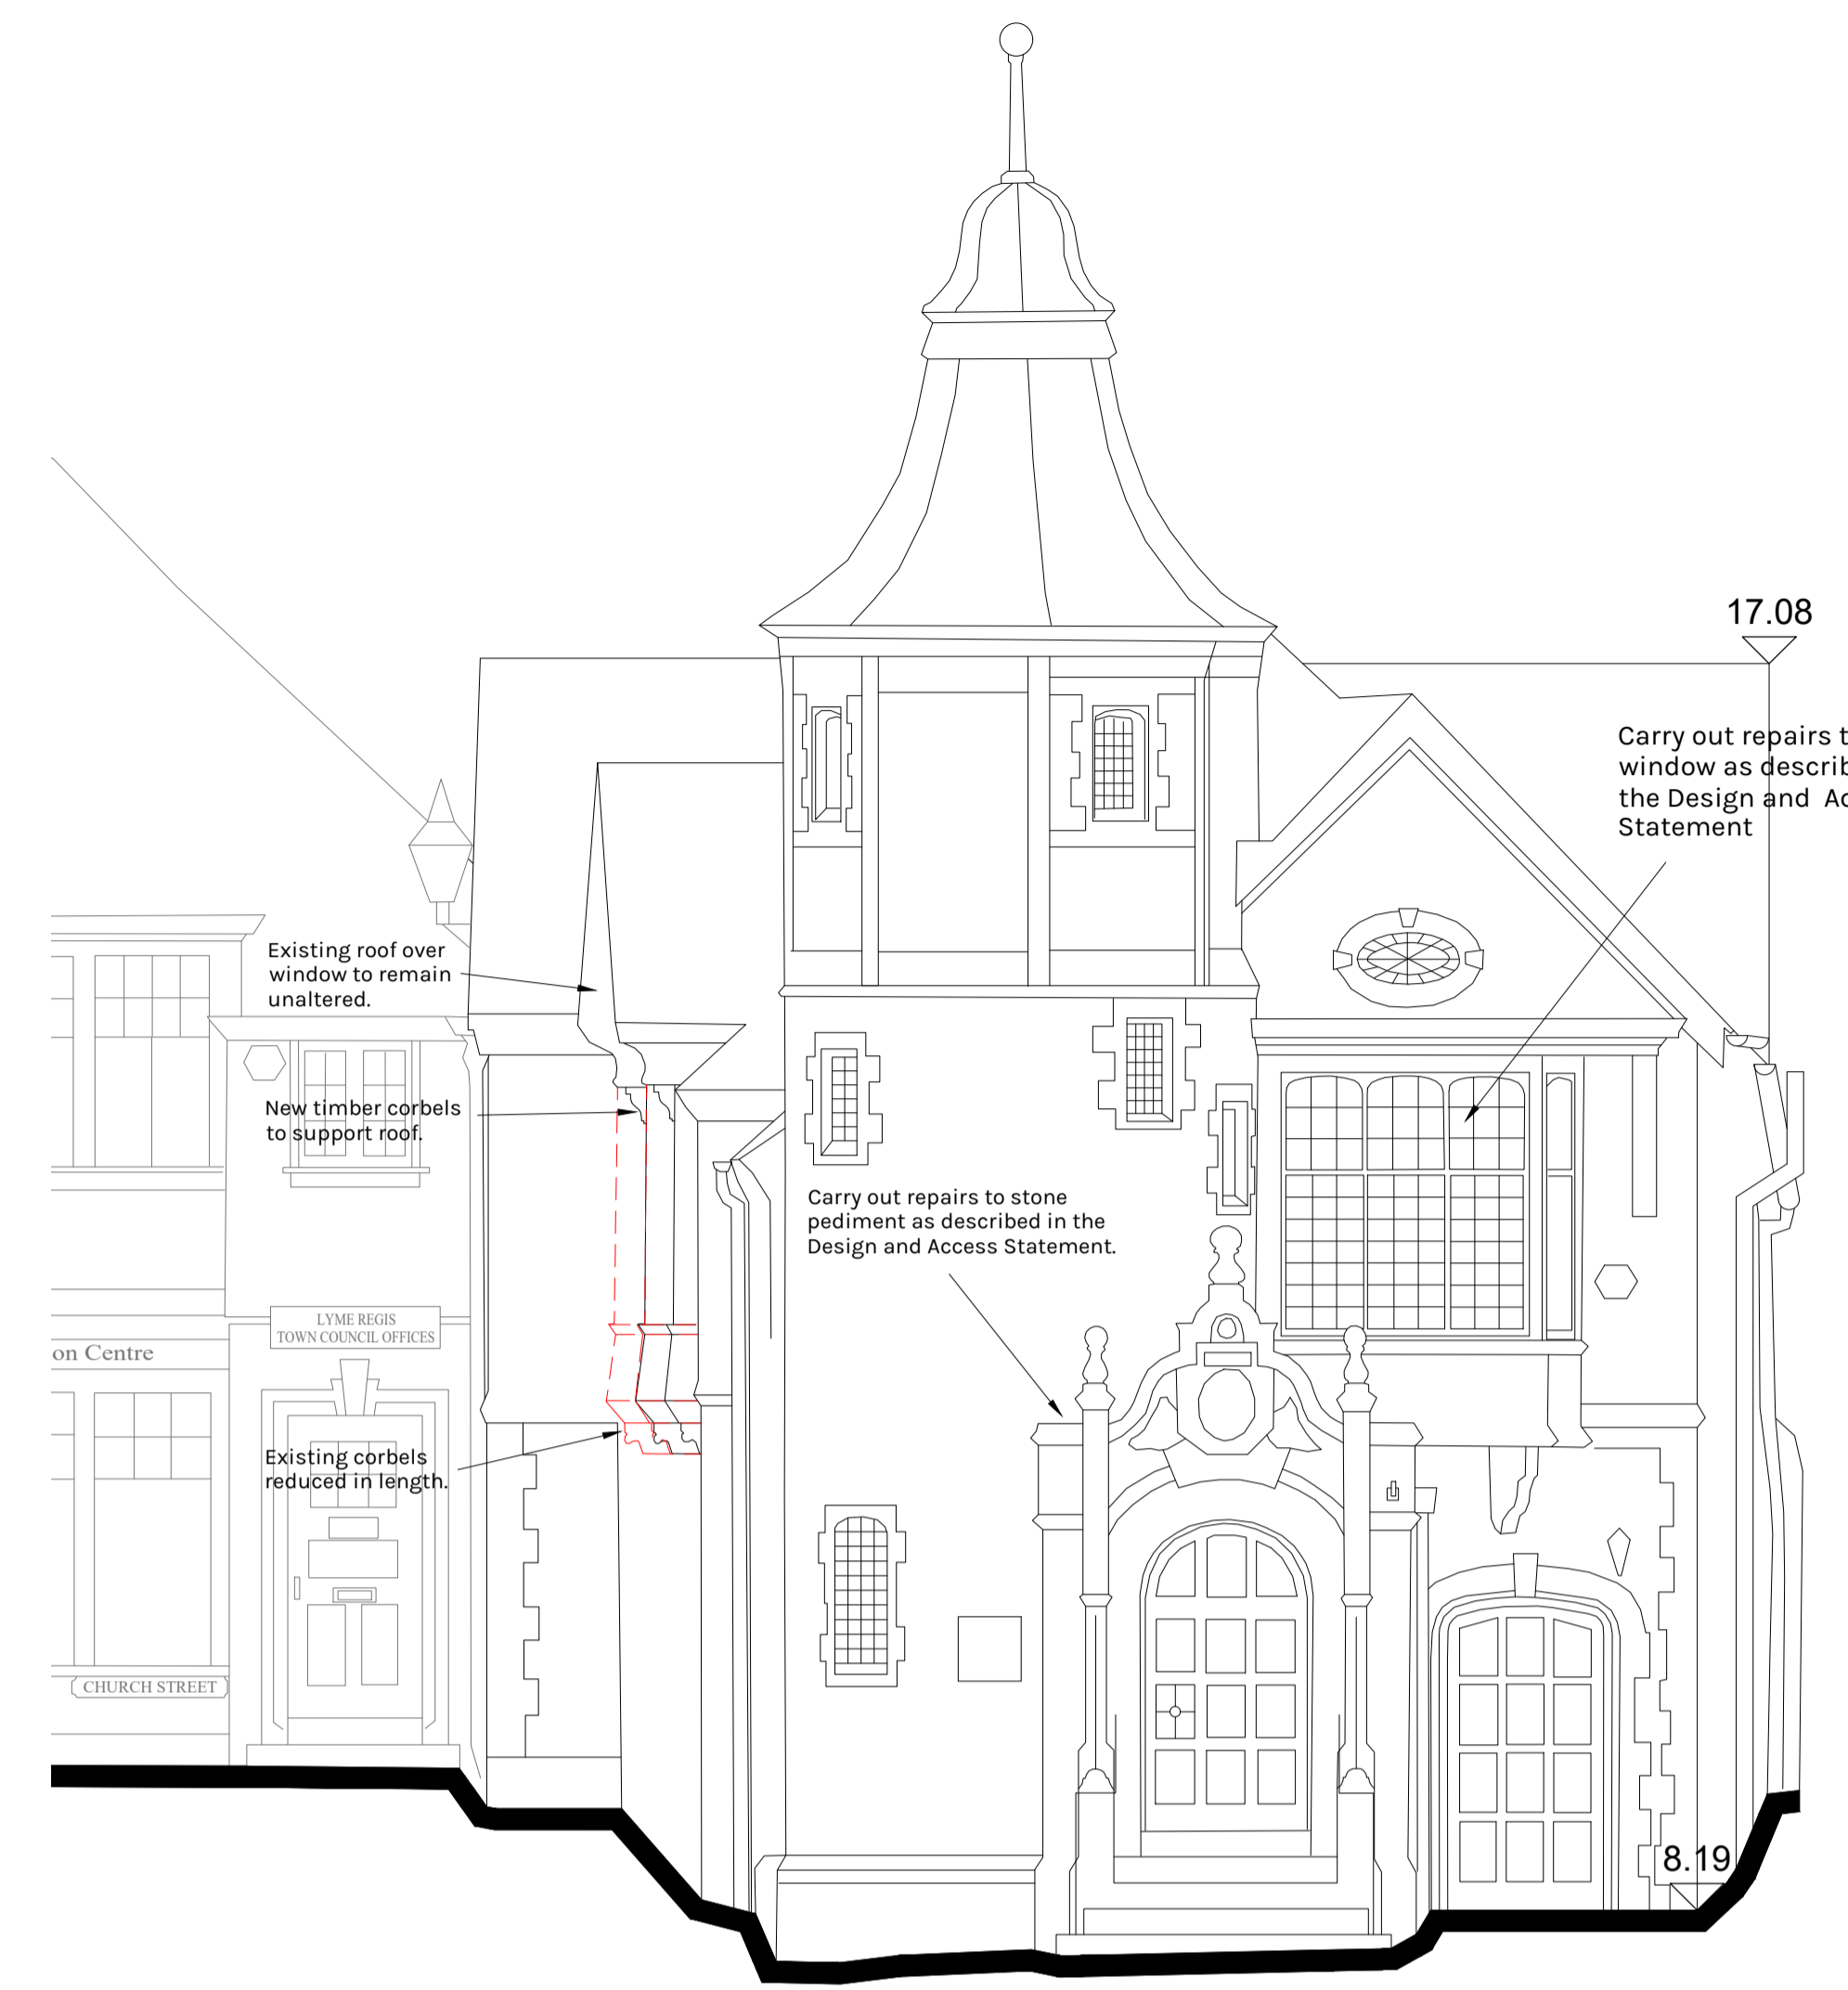 17.08
Carry out repairs t
window as describ
the Design and Ac
Statement
Existing roof over
window to remain
unaltered.
New timber corbels
to support roof.
Carry out repairs to stone
pediment as described in the
Design and Access Statement.
LYME REGIS
TOWN COUNCIL OFFICES
on Centre
Existing corbels
reduced in length.
CHURCH STREET
8.19